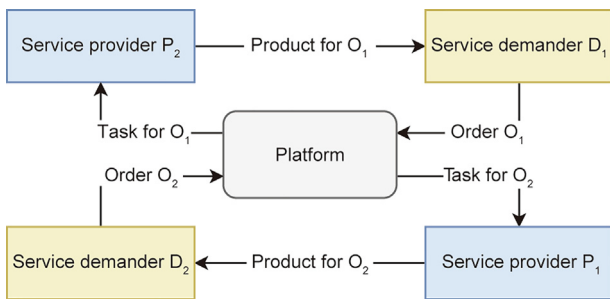 Service provider P₂
Product for O₁
Service demander D₁
Task for O₁
Order O₁
Platform
Order O₂
Task for O₂
Service demander D₂
Product for O₂
Service provider P₁